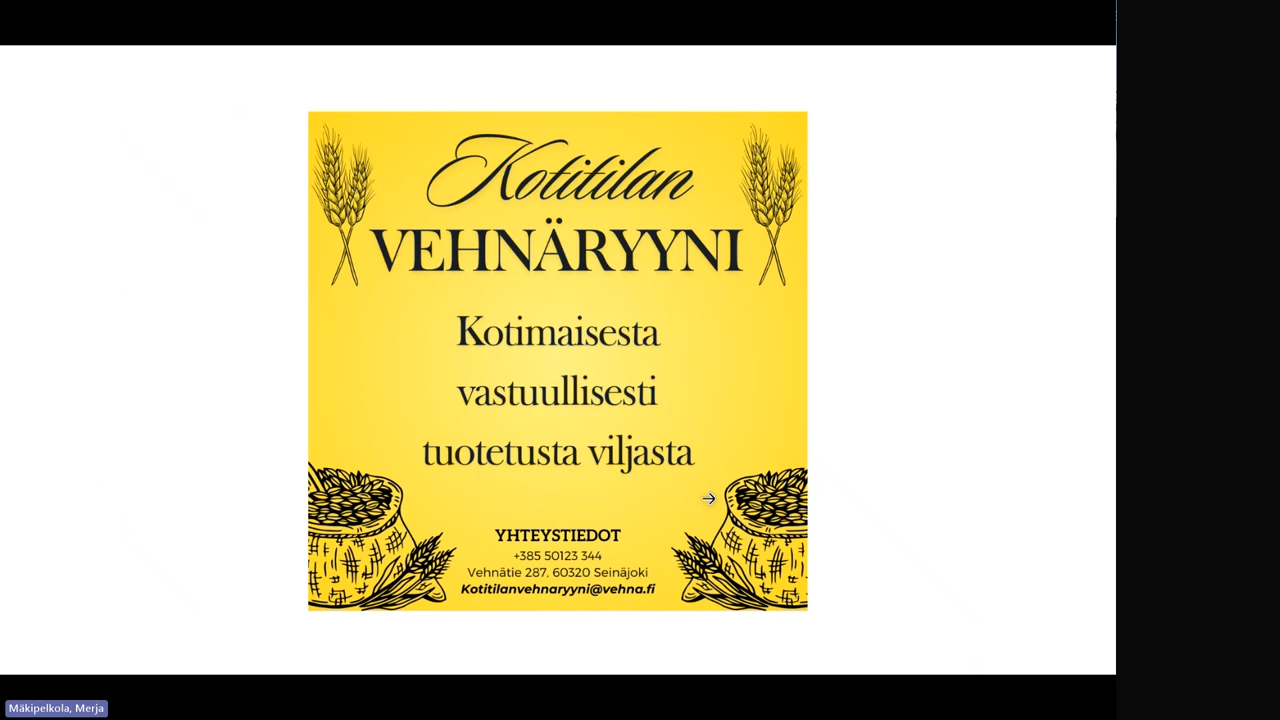 Kotitilan
VEHNÄRYYNI
Kotimaisesta
vastuullisesti
tuotetusta viljasta
YHTEYSTIEDOT
+385 50123 344
Vehnätie 287, 60320 Seinäjoki
Kotitilanvehnaryyni@vehna.fi
Mäkipelkola, Merja